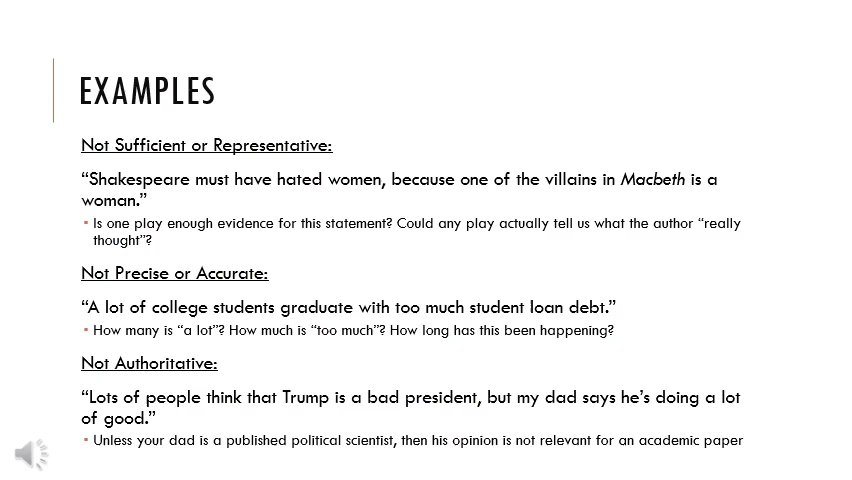 EXAMPLES
Not Sufficient or Representative:
“Shakespeare must have hated women, because one of the villains in Macbeth is a
woman.”
▪ Is one play enough evidence for this statement? Could any play actually tell us what the author “really
thought”?
Not Precise or Accurate:
“A lot of college students graduate with too much student loan debt.”
▪ How many is “a lot”? How much is “too much”? How long has this been happening?
Not Authoritative:
“Lots of people think that Trump is a bad president, but my dad says he’s doing a lot
of good.”
▪ Unless your dad is a published political scientist, then his opinion is not relevant for an academic paper